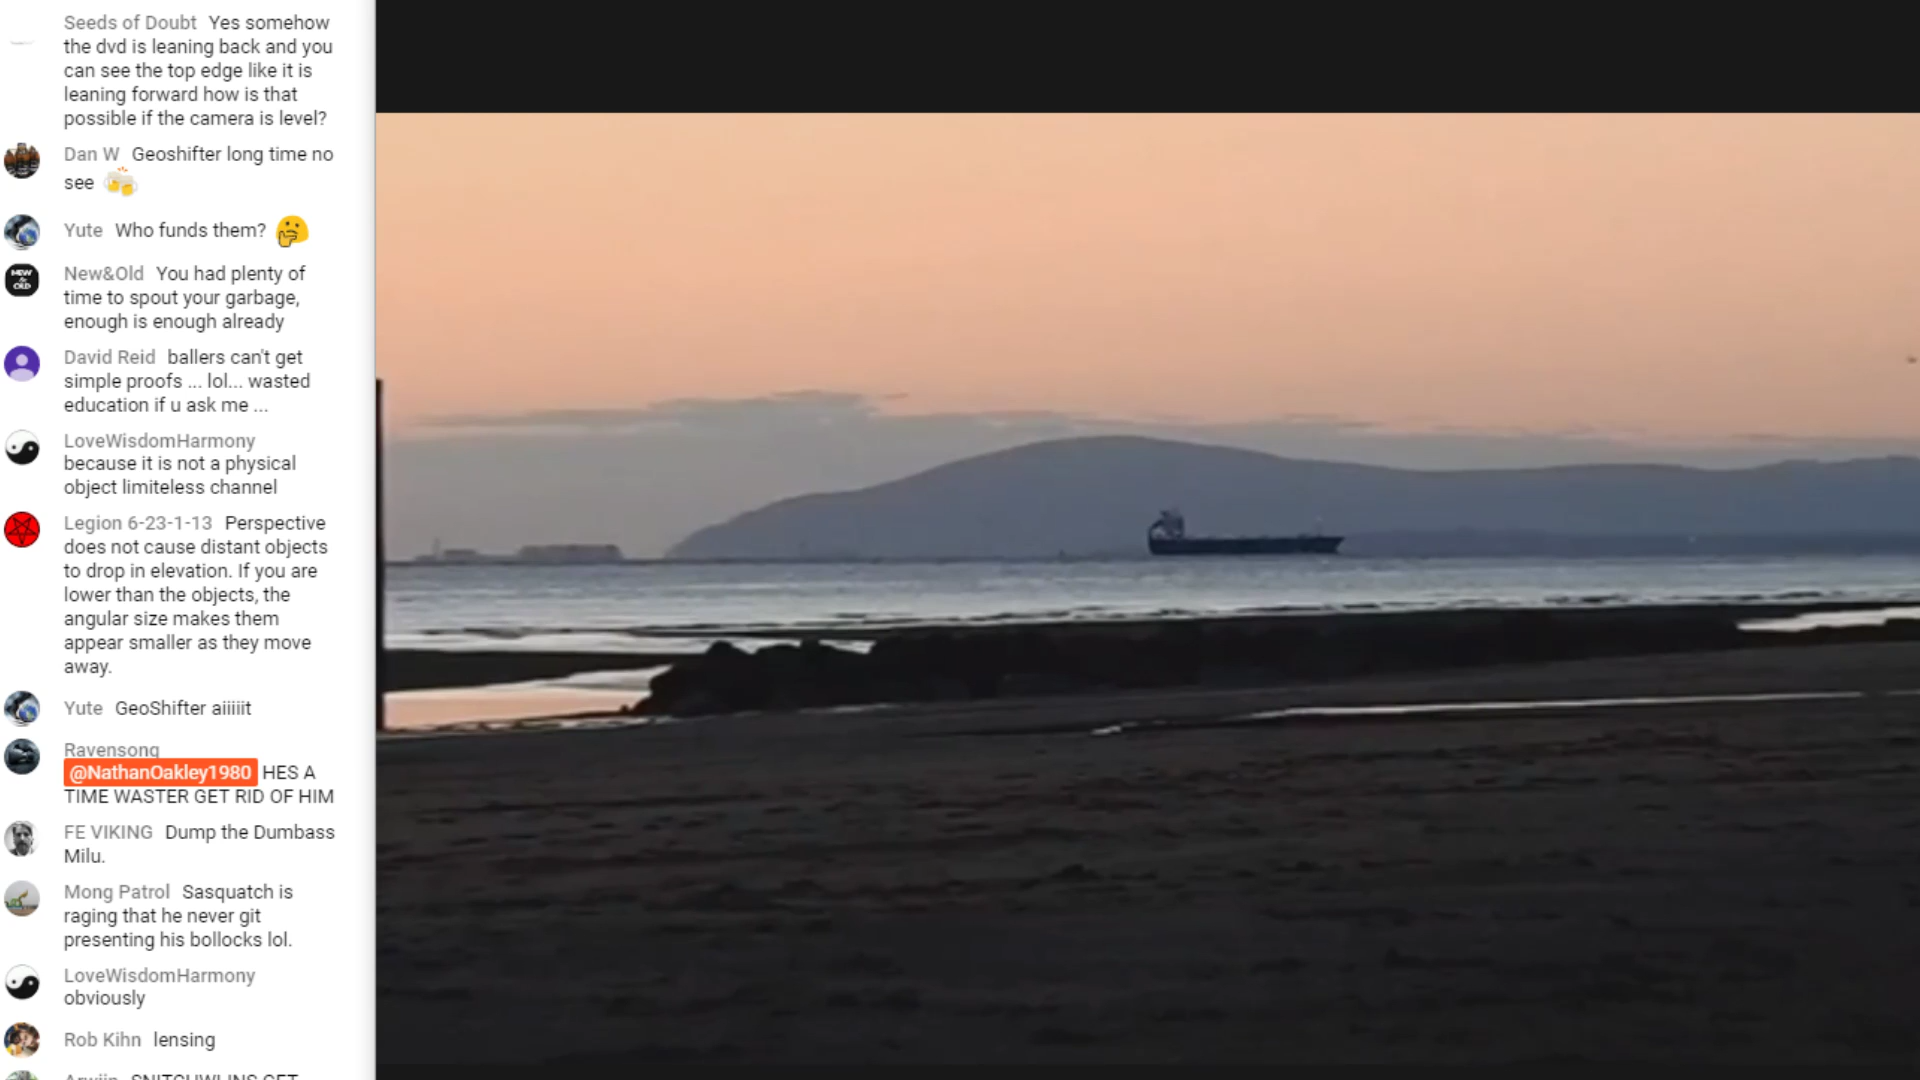 Seeds of Doubt Yes somehow
the dvd is leaning back and you
can see the top edge like it is
leaning forward how is that
possible if the camera is level?
Dan W Geoshifter long time no
see
Yute Who funds them?
NEW & OLD
New&Old You had plenty of
time to spout your garbage,
enough is enough already
David Reid ballers can't get
simple proofs ... lol... wasted
education if u ask me ...
LoveWisdomHarmony
because it is not a physical
object limiteless channel
Legion 6-23-1-13 Perspective
does not cause distant objects
to drop in elevation. If you are
lower than the objects, the
angular size makes them
appear smaller as they move
away.
Yute GeoShifter aiiiiit
Ravensong
@NathanOakley1980 HES A
TIME WASTER GET RID OF HIM
FE VIKING Dump the Dumbass
Milu.
Mong Patrol Sasquatch is
raging that he never git
presenting his bollocks lol.
LoveWisdomHarmony
obviously
Rob Kihn lensing